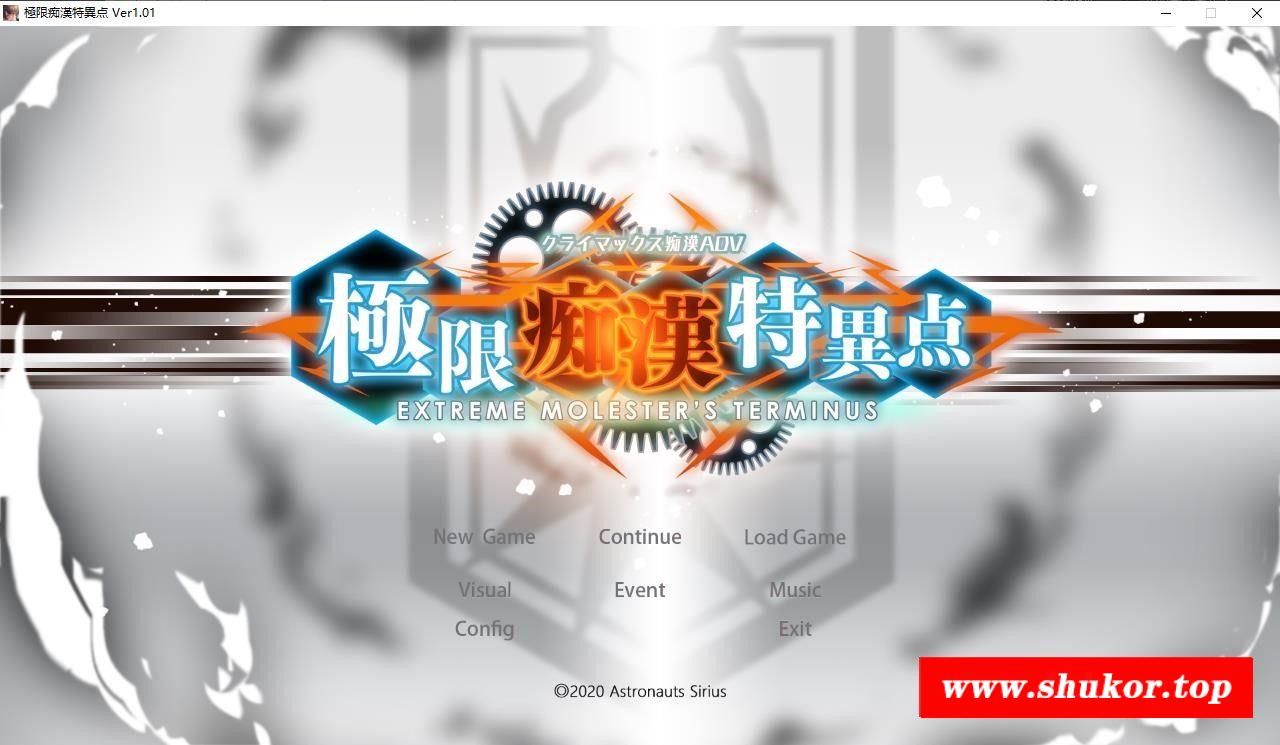 極限痴漢特異点 Ver1.01
クライマックス痴漢ADV
極限痴漢特異点
EXTREME MOLESTER'S TERMINUS
New Game Continue Load Game
Visual Event Music
Config Exit
©2020 Astronauts Sirius
www.shukor.top